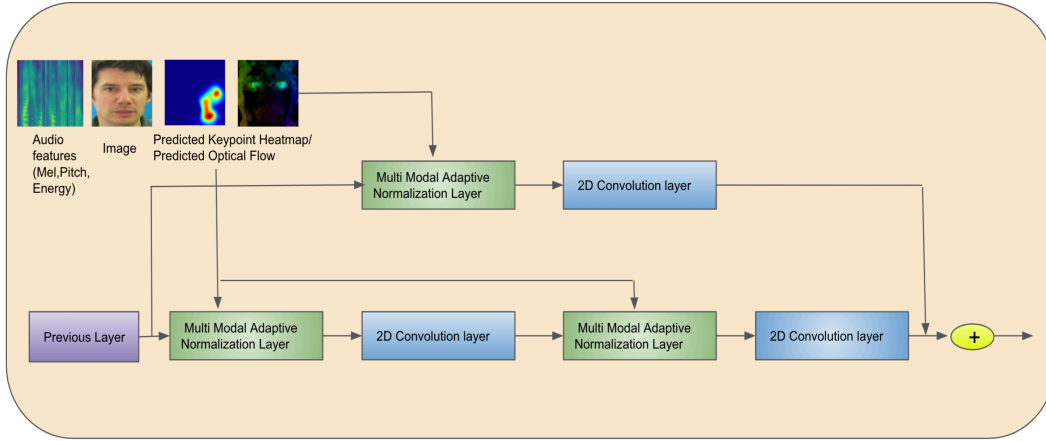 Audio
features
(Mel,Pitch,
Energy)
Image
Predicted Keypoint Heatmap/
Predicted Optical Flow
Multi Modal Adaptive
Normalization Layer
2D Convolution layer
Previous Layer
Multi Modal Adaptive
Normalization Layer
2D Convolution layer
Multi Modal Adaptive
Normalization Layer
2D Convolution layer
+